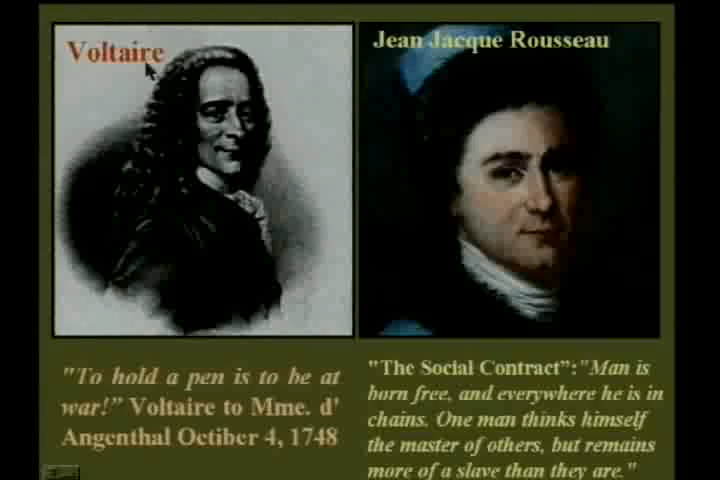 Voltaire
"To hold a pen is to be at
war!” Voltaire to Mme. d'
Angenthal Octiber 4, 1748
Jean Jacque Rousseau
"The Social Contract”:"Man is
born free, and everywhere he is in
chains. One man thinks himself
the master of others, but remains
more of a slave than they are."